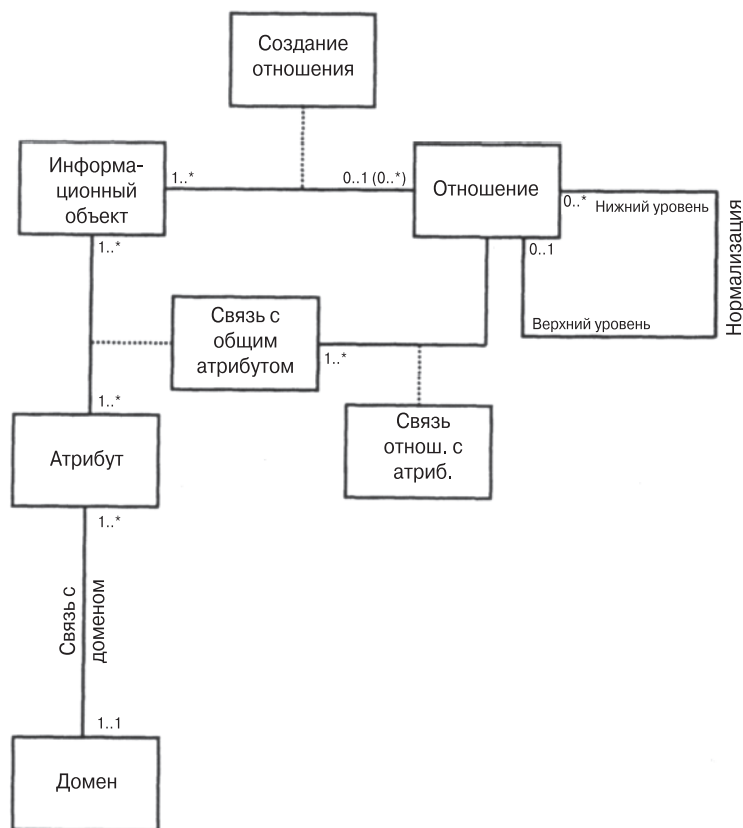 Создание
отношения
Информа-
ционный
объект
1..*
0..1 (0..*)
Отношение
0..*
Нижний уровень
Нормализация
1..*
0..1
Верхний уровень
Связь с
общим
атрибутом
1..*
Связь
отнош. с
атриб.
1..*
Атрибут
1..*
Связь с
доменом
1..1
Домен